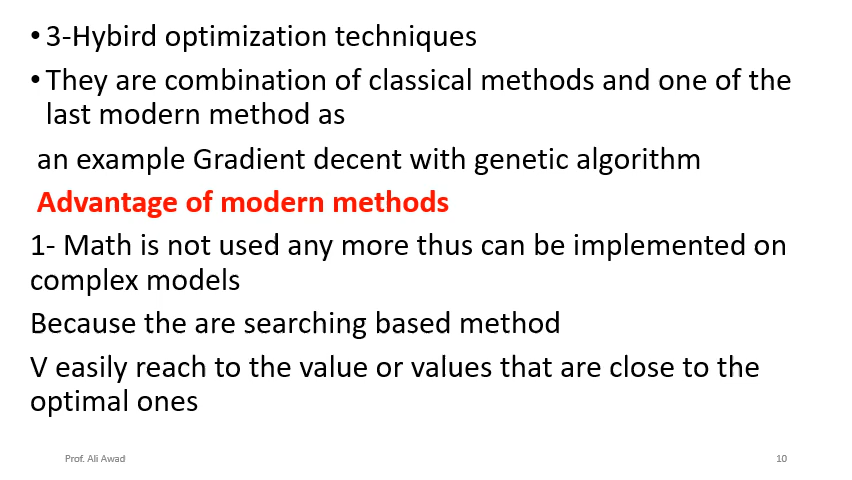 • 3-Hybird optimization techniques
• They are combination of classical methods and one of the
last modern method as
an example Gradient decent with genetic algorithm
Advantage of modern methods
1- Math is not used any more thus can be implemented on
complex models
Because the are searching based method
V easily reach to the value or values that are close to the
optimal ones
Prof. Ali Awad
10